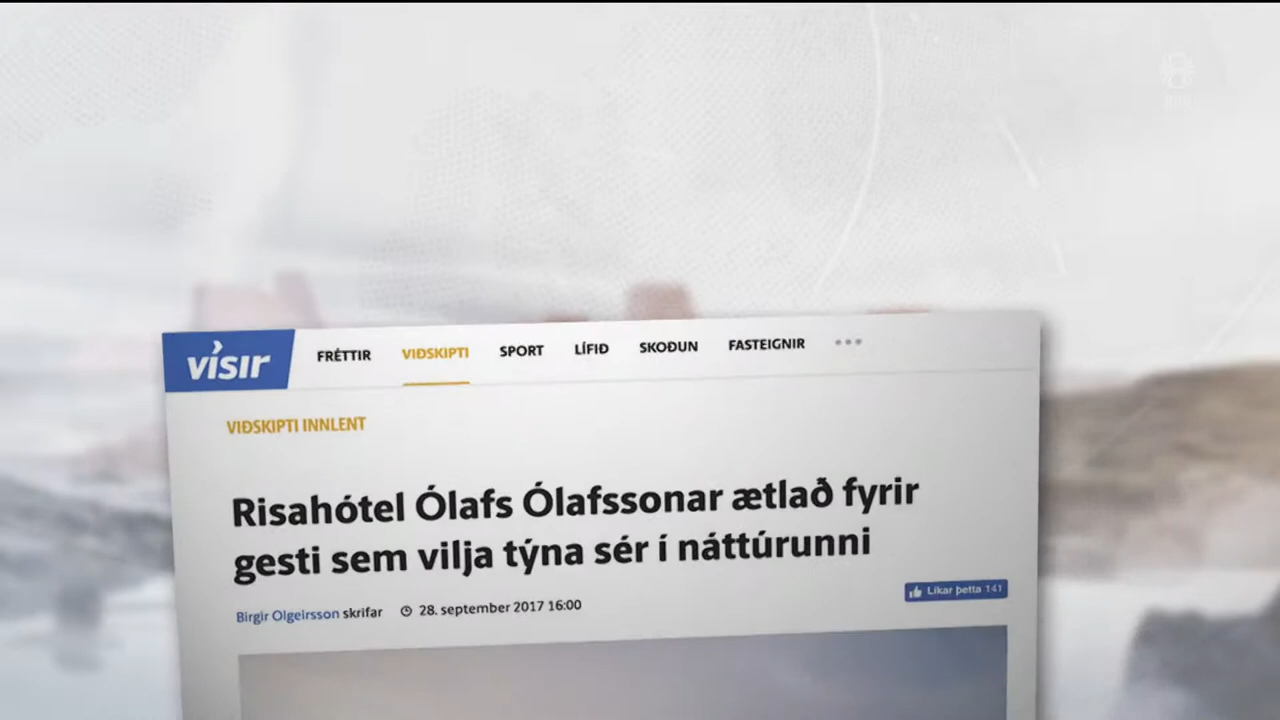 vísir
FRÉTTIR VIÐSKIPTI SPORT LÍFIÐ SKOÐUN FASTEIGNIR
VIÐSKIPTI INNLENT
Risahótel Ólafs Ólafssonar ætlað fyrir
gesti sem vilja týna sér í náttúrunni
Birgir Olgeirsson skrifar 28. september 2017 16:00
Líkar þetta 141